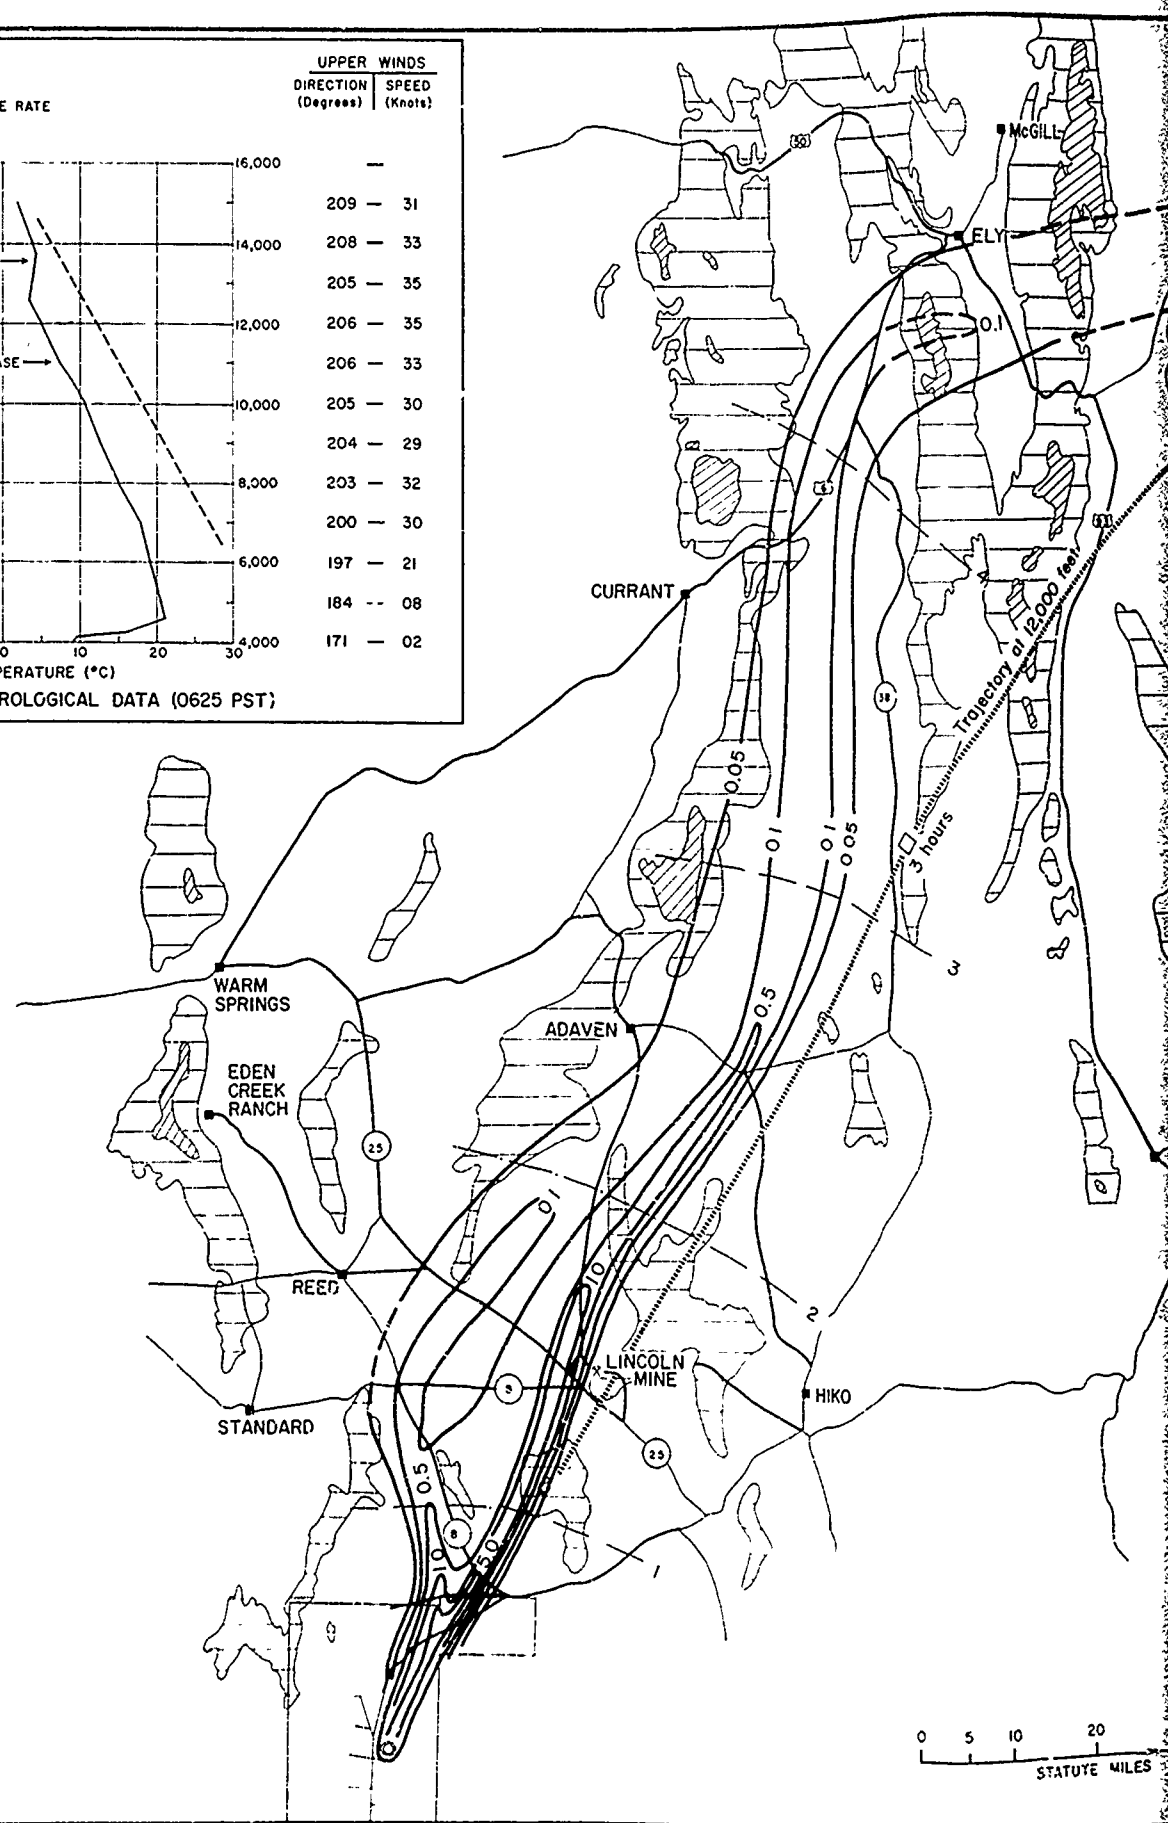 E RATE
UPPER WINDS
DIRECTION SPEED
(Degrees) (Knots)
16,000 —
209 — 31
14,000 208 — 33
205 — 35
12,000 206 — 35
ASE 206 — 33
10,000 205 — 30
204 — 29
8,000 203 — 32
200 — 30
6,000 197 — 21
184 -- 08
4,000 171 — 02
0 10 20 30
PERATURE (°C)
ROLOGICAL DATA (0625 PST)
50
McGILL
ELY
0.1
6
CURRANT
Trajectory at 12,000 feet
38
0.05
0.1
0.1
0.05
3 hours
3
WARM
SPRINGS
0.5
ADAVEN
EDEN
CREEK
RANCH
25
0.1
REED
1.0
2
LINCOLN
MINE
9
HIKO
STANDARD
25
0.5
8
1.0
5.0
1
0 5 10 20
STATUTE MILES